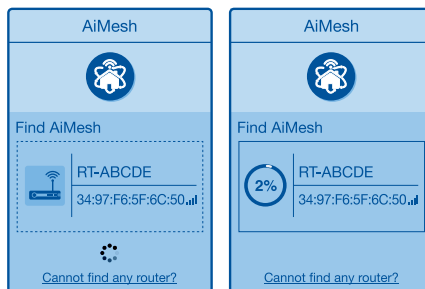 AiMesh
Find AiMesh
RT-ABCDE
34:97:F6:5F:6C:50
Cannot find any router?
AiMesh
Find AiMesh
2%
RT-ABCDE
34:97:F6:5F:6C:50
Cannot find any router?